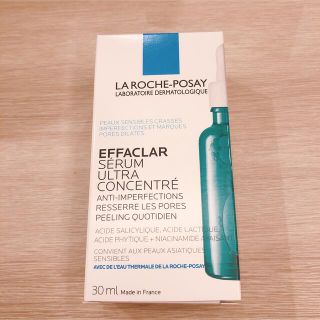 LA ROCHE-POSAY
LABORATOIRE DERMATOLOGIQUE
PEAUX SENSIBLES GRASSES
IMPERFECTIONS ET MARQUES
PORES DILATÉS
EFFACLAR
SÉRUM
ULTRA
CONCENTRÉ
ANTI-IMPERFECTIONS
RESSERRE LES PORES
PEELING QUOTIDIEN
ACIDE SALICYLIQUE, ACIDE LACTIQUE,
ACIDE PHYTIQUE + NIACINAMIDE APAISANT
CONVIENT AUX PEAUX ASIATIQUES
SENSIBLES
AVEC DE L'EAU THERMALE DE LA ROCHE-POSAY
30 ml Made in France